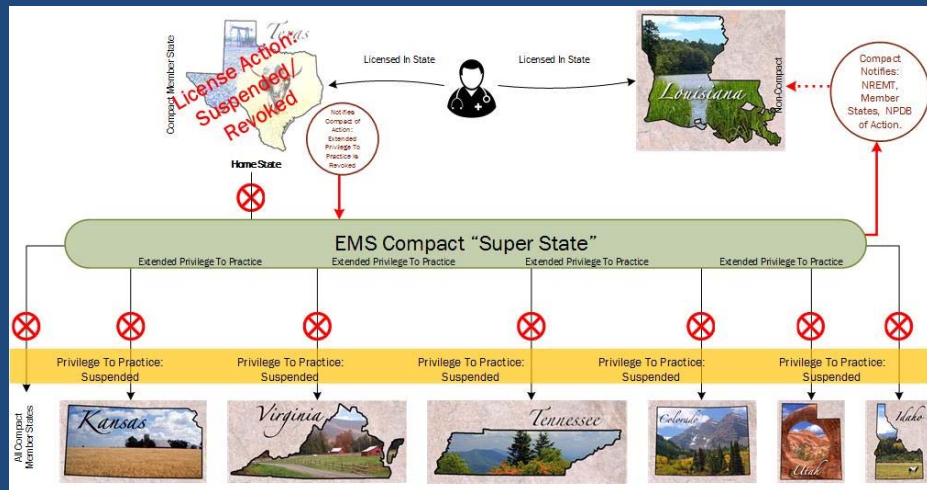 Texas
License Action:
Suspended/
Revoked
Compact Member State
Home State
Licensed In State
Licensed In State
Notifies
Compact of
Action:
Extended
Privilege To
Practice is
Revoked
Louisiana
Non-Compact
Compact
Notifies:
NREMT,
Member
States, NPDB
of Action.
EMS Compact “Super State”
Extended Privilege To Practice
Extended Privilege To Practice
Extended Privilege To Practice
Extended Privilege To Practice
Privilege To Practice:
Suspended
Privilege To Practice:
Suspended
Privilege To Practice:
Suspended
Privilege To Practice:
Suspended
Privilege To Practice:
Suspended
All Compact
Member States
Kansas
Virginia
Tennessee
Colorado
Utah
Idaho